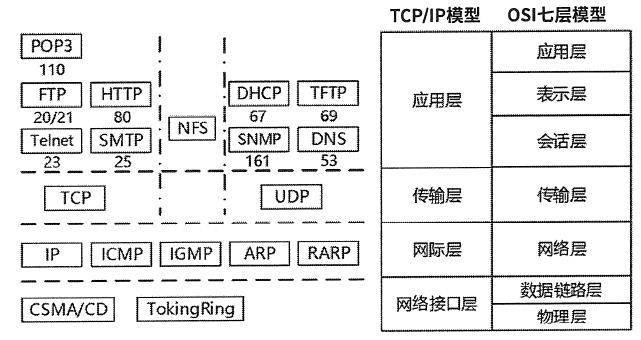 TCP/IP模型 OSI七层模型
POP3
110
FTP HTTP DHCP TFTP
20/21 80 67 69
NFS
Telnet SMTP SNMP DNS
23 25 161 53
TCP UDP
IP ICMP IGMP ARP RARP
CSMA/CD TokingRing
应用层 应用层
表示层
会话层
传输层 传输层
网际层 网络层
网络接口层 数据链路层
物理层